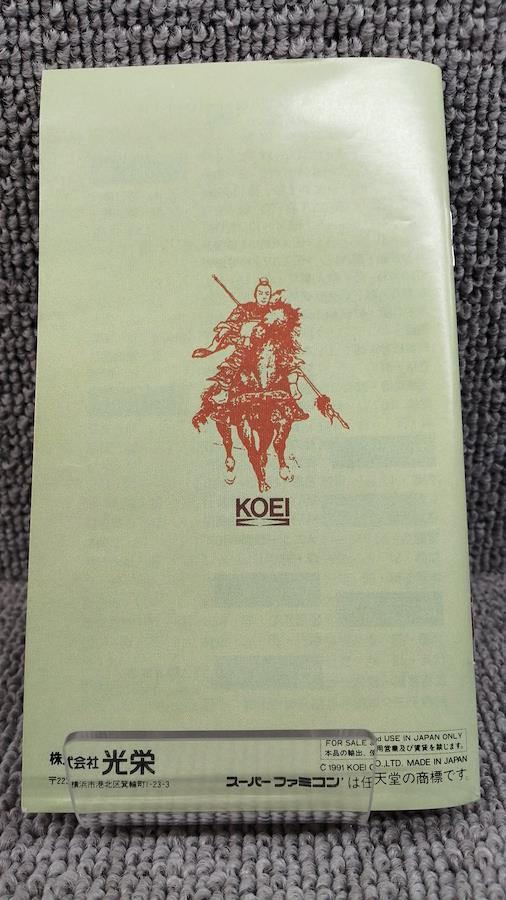 KOEI
株式会社 光栄
横浜市港北区箕輪町1-23-3
FOR SALE and USE IN JAPAN ONLY
本品の輸出、使用営業及び賃貸を禁じます。
©1991 KOEI CO.,LTD. MADE IN JAPAN
スーパーファミコンは任天堂の商標です